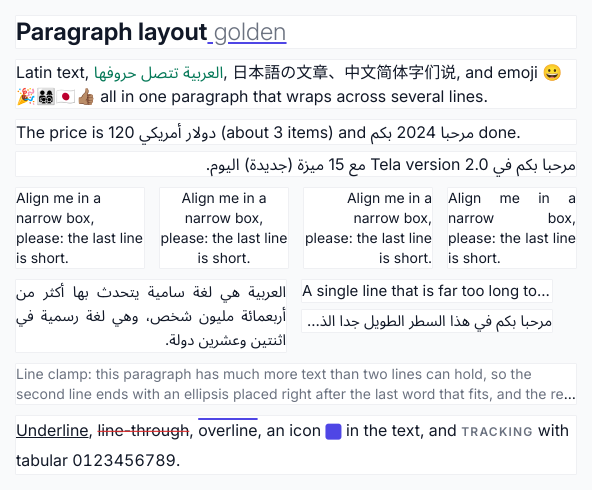 Paragraph layout golden
Latin text, العربية تتصل حروفها, 日本語の文章、中文简体字们说, and emoji 😀
🎉👨‍👩‍👧‍👦🇯🇵👍🏽 all in one paragraph that wraps across several lines.
The price is 120 دولار أمريكي (about 3 items) and مرحبا 2024 بكم done.
مرحبا بكم في Tela version 2.0 مع 15 ميزة (جديدة) اليوم.
Align me in a
narrow box,
please: the last line
is short.
Align me in a
narrow box,
please: the last line
is short.
Align me in a
narrow box,
please: the last line
is short.
Align me in a
narrow box,
please: the last line
is short.
العربية هي لغة سامية يتحدث بها أكثر من
أربعمائة مليون شخص، وهي لغة رسمية في
اثنتين وعشرين دولة.
A single line that is far too long to…
مرحبا بكم في هذا السطر الطويل جدا الذ…
Line clamp: this paragraph has much more text than two lines can hold, so the
second line ends with an ellipsis placed right after the last word that fits, and the re…
Underline, line-through, overline, an icon in the text, and TRACKING with
tabular 0123456789.